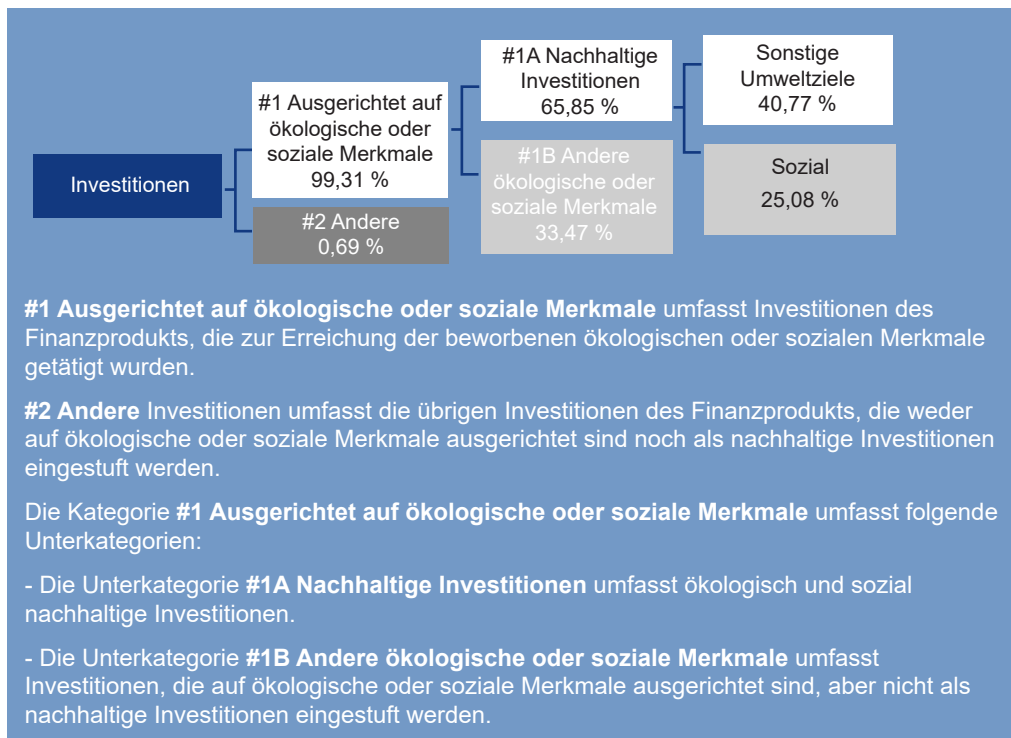 Investitionen
#1 Ausgerichtet auf
ökologische oder
soziale Merkmale
99,31 %
#2 Andere
0,69 %
#1A Nachhaltige
Investitionen
65,85 %
#1B Andere
ökologische oder
soziale Merkmale
33,47 %
Sonstige
Umweltziele
40,77 %
Sozial
25,08 %
#1 Ausgerichtet auf ökologische oder soziale Merkmale umfasst Investitionen des
Finanzprodukts, die zur Erreichung der beworbenen ökologischen oder sozialen Merkmale
getätigt wurden.
#2 Andere Investitionen umfasst die übrigen Investitionen des Finanzprodukts, die weder
auf ökologische oder soziale Merkmale ausgerichtet sind noch als nachhaltige Investitionen
eingestuft werden.
Die Kategorie #1 Ausgerichtet auf ökologische oder soziale Merkmale umfasst folgende
Unterkategorien:
- Die Unterkategorie #1A Nachhaltige Investitionen umfasst ökologisch und sozial
nachhaltige Investitionen.
- Die Unterkategorie #1B Andere ökologische oder soziale Merkmale umfasst
Investitionen, die auf ökologische oder soziale Merkmale ausgerichtet sind, aber nicht als
nachhaltige Investitionen eingestuft werden.